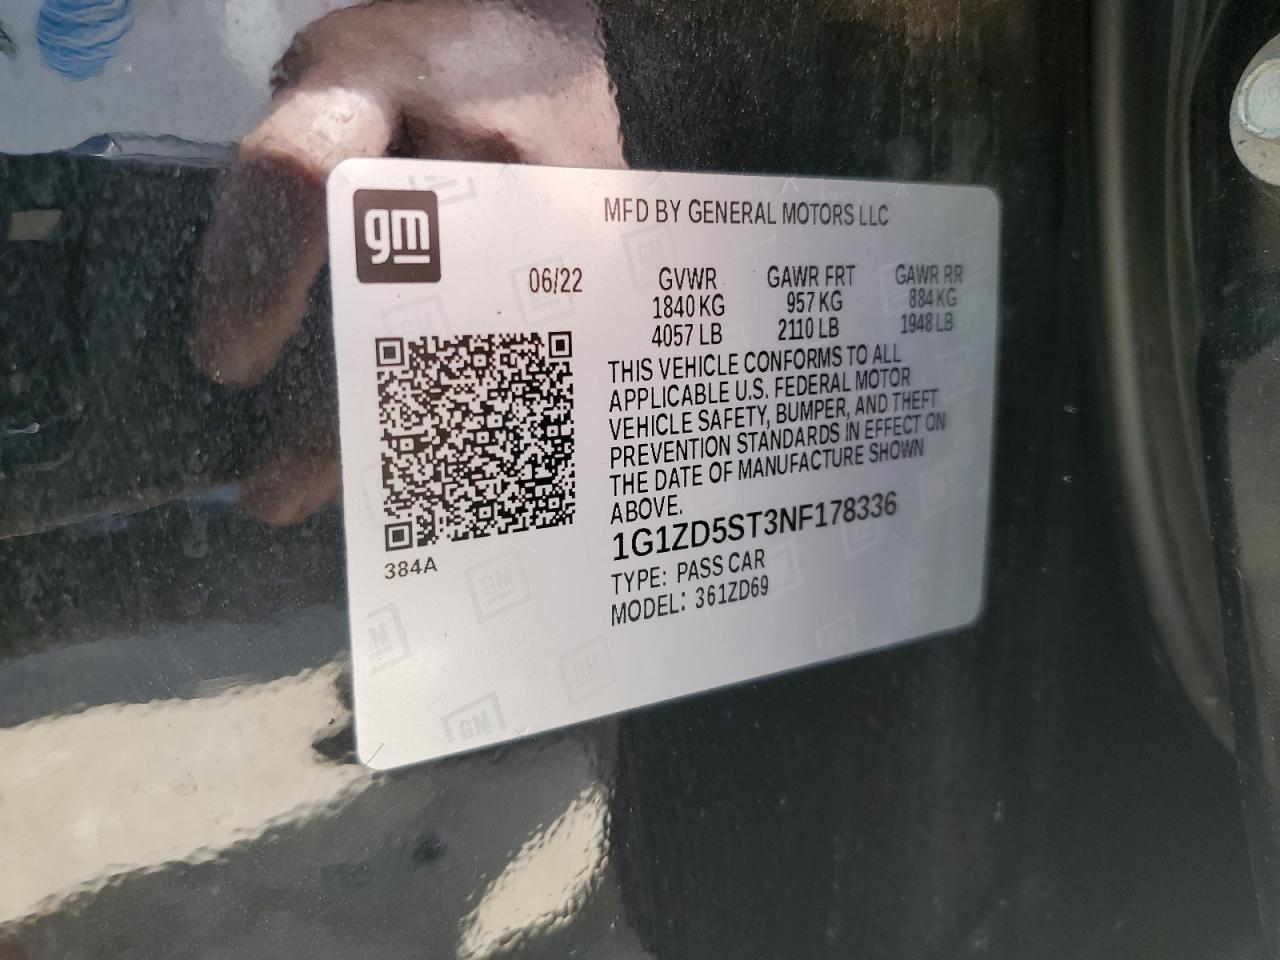 gm
MFD BY GENERAL MOTORS LLC
06/22
GVWR
1840 KG
4057 LB
GAWR FRT
957 KG
2110 LB
GAWR RR
884 KG
1948 LB
THIS VEHICLE CONFORMS TO ALL
APPLICABLE U.S. FEDERAL MOTOR
VEHICLE SAFETY, BUMPER, AND THEFT
PREVENTION STANDARDS IN EFFECT ON
THE DATE OF MANUFACTURE SHOWN
ABOVE.
1G1ZD5ST3NF178336
TYPE: PASS CAR
MODEL: 361ZD69
384A